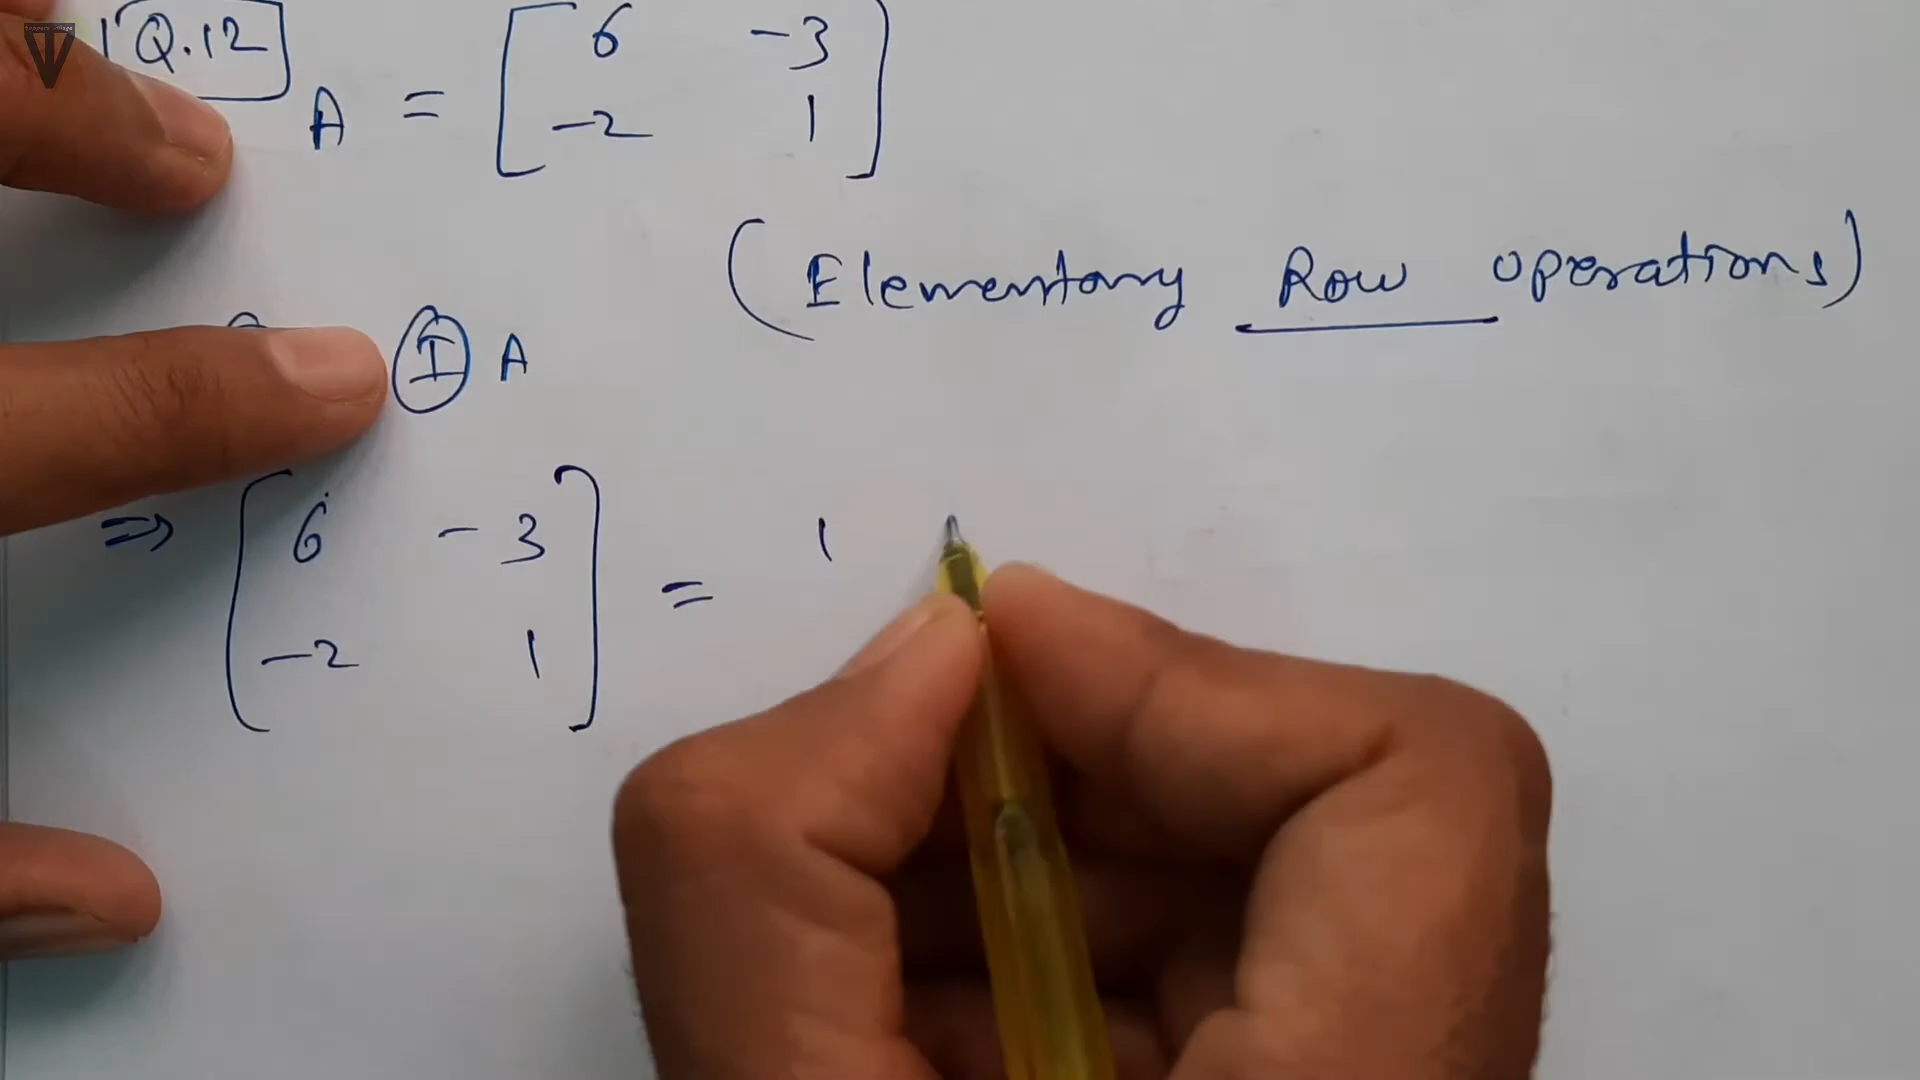 Q.12
A = [ 6 -3
-2 1 ]
(Elementary Row operations)
I A
⇒ [ 6 -3
-2 1 ] = 1